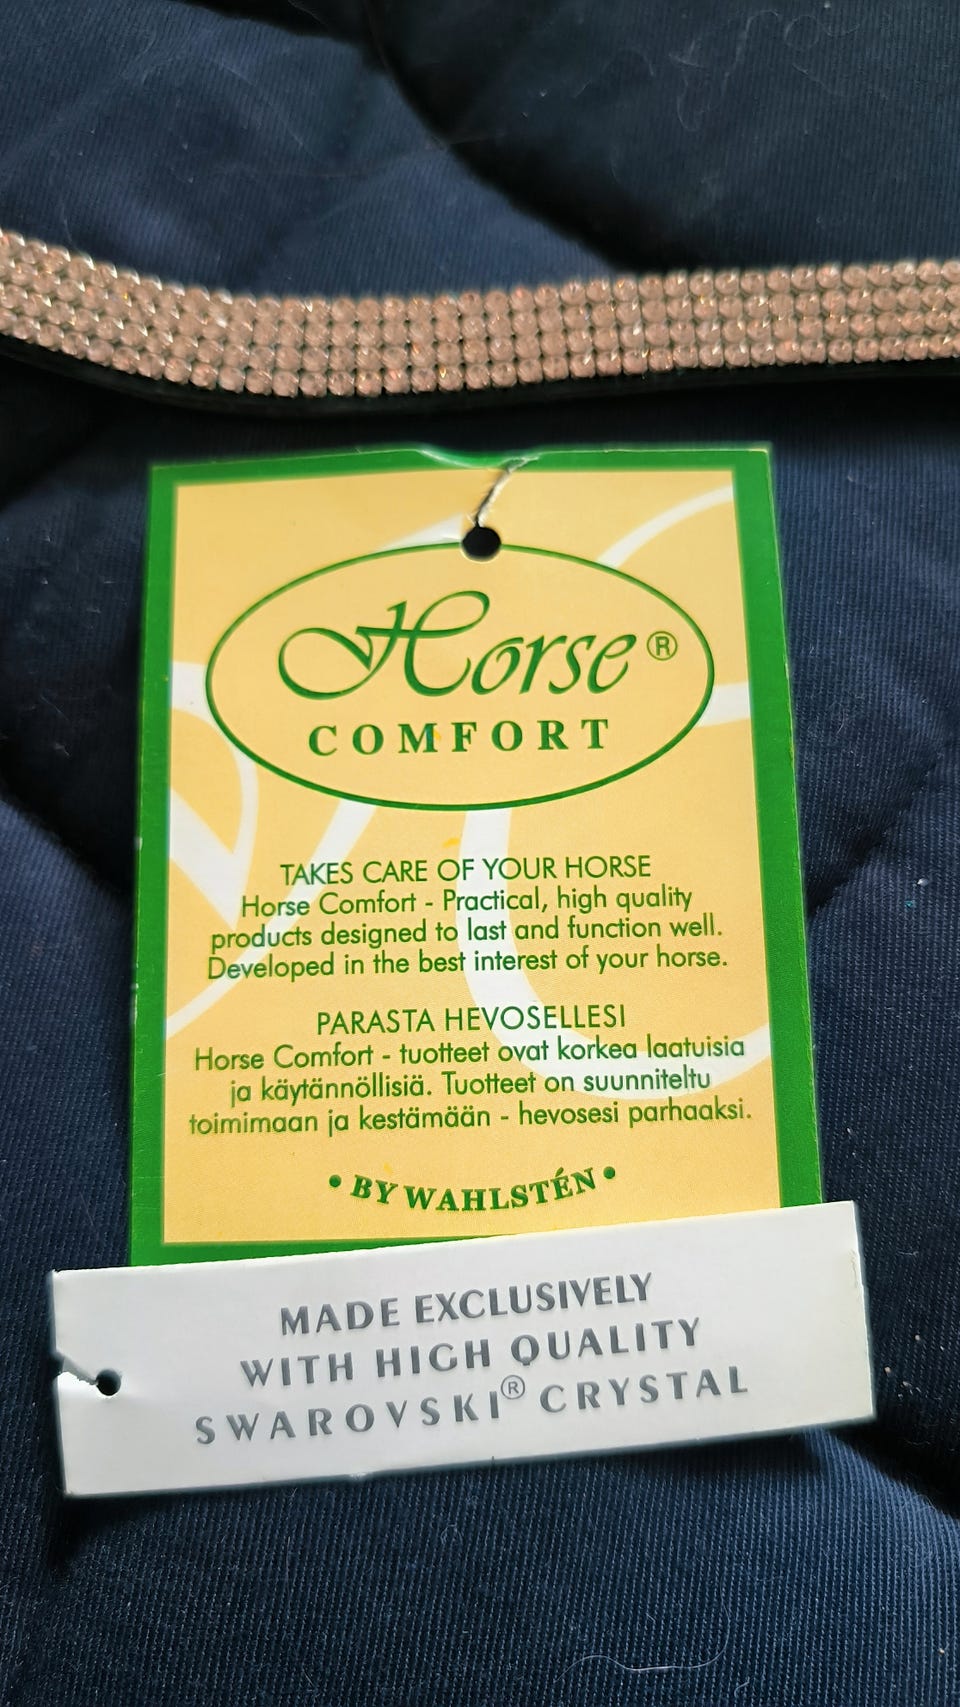 Horse®
COMFORT
TAKES CARE OF YOUR HORSE
Horse Comfort - Practical, high quality
products designed to last and function well.
Developed in the best interest of your horse.
PARASTA HEVOSELLESI
Horse Comfort - tuotteet ovat korkea laatuisia
ja käytännöllisiä. Tuotteet on suunniteltu
toimimaan ja kestämään - hevosesi parhaaksi.
• BY WAHLSTÉN •
MADE EXCLUSIVELY
WITH HIGH QUALITY
SWAROVSKI® CRYSTAL